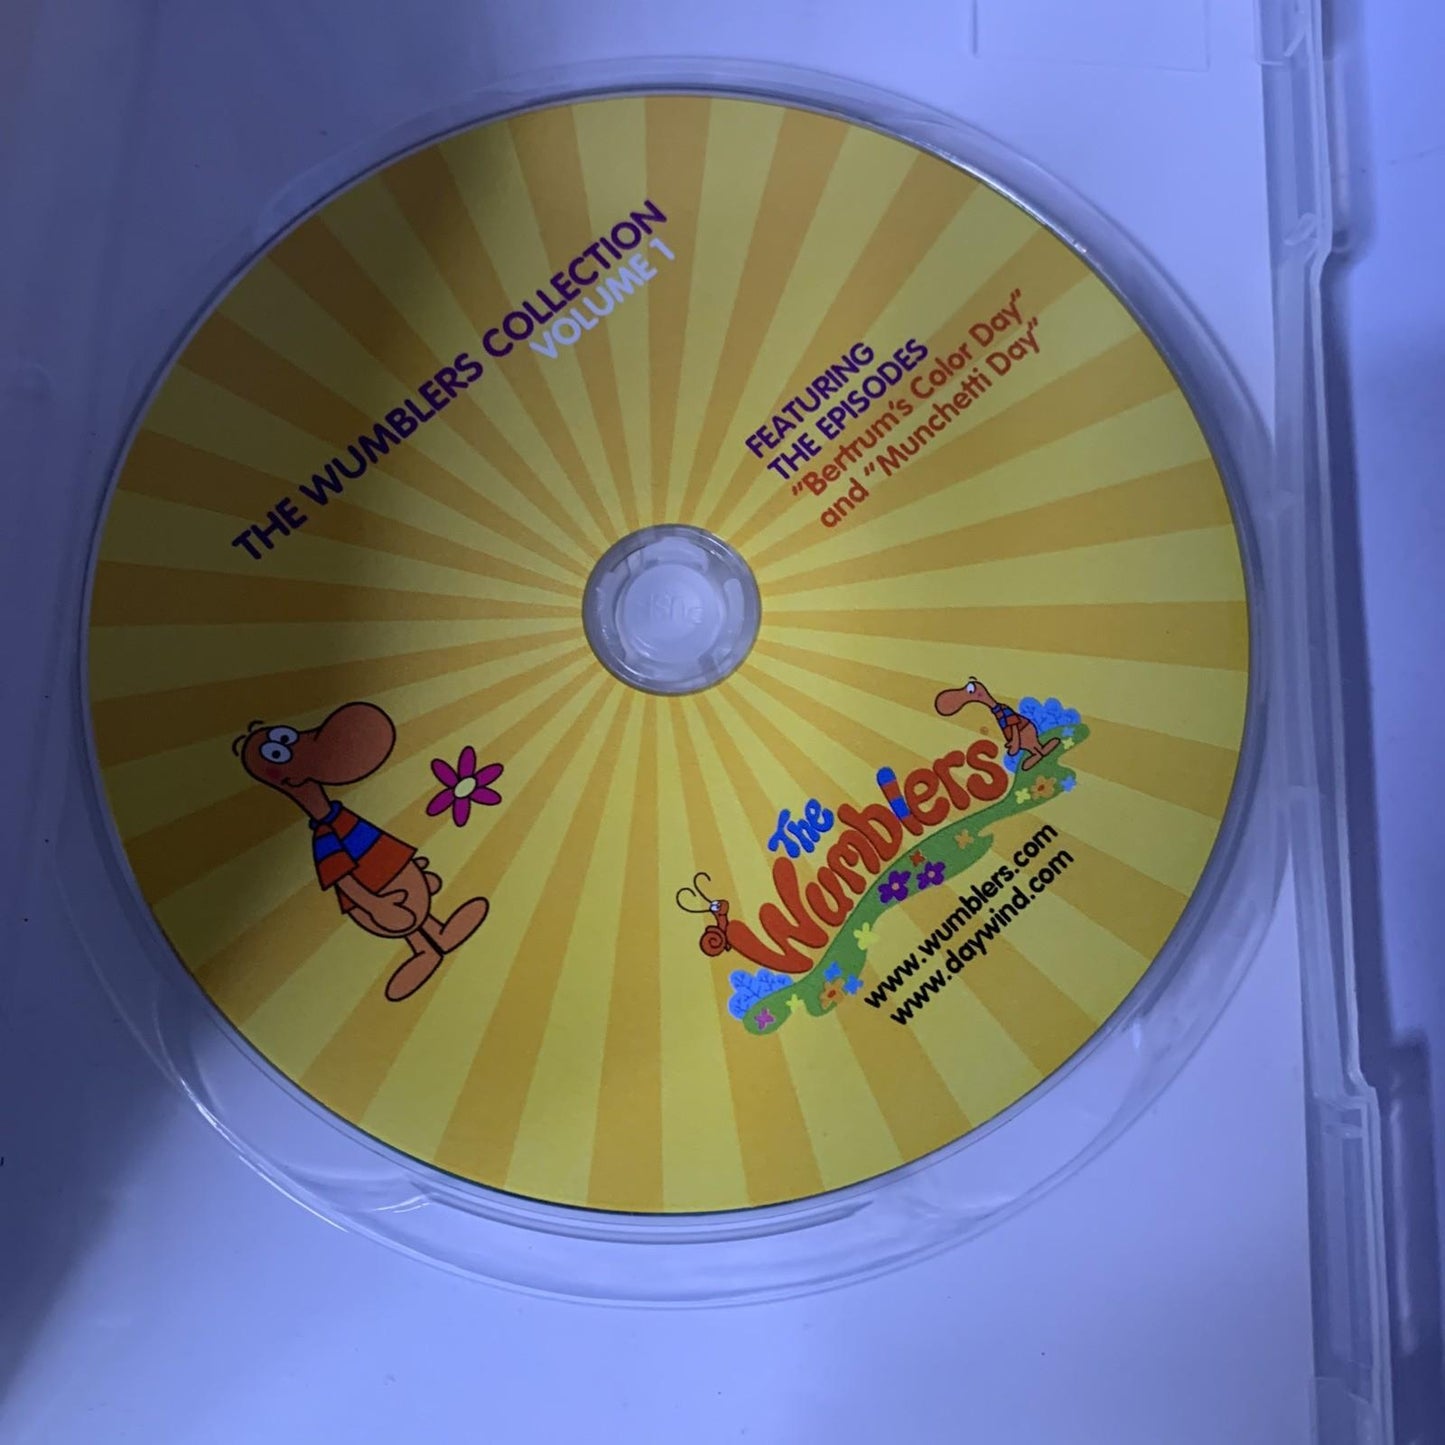 THE WUMBLERS COLLECTION
VOLUME 1
FEATURING
THE EPISODES
"Bertrum's Color Day"
and "Munchetti Day"
The
Wumblers
www.wumblers.com
www.daywind.com